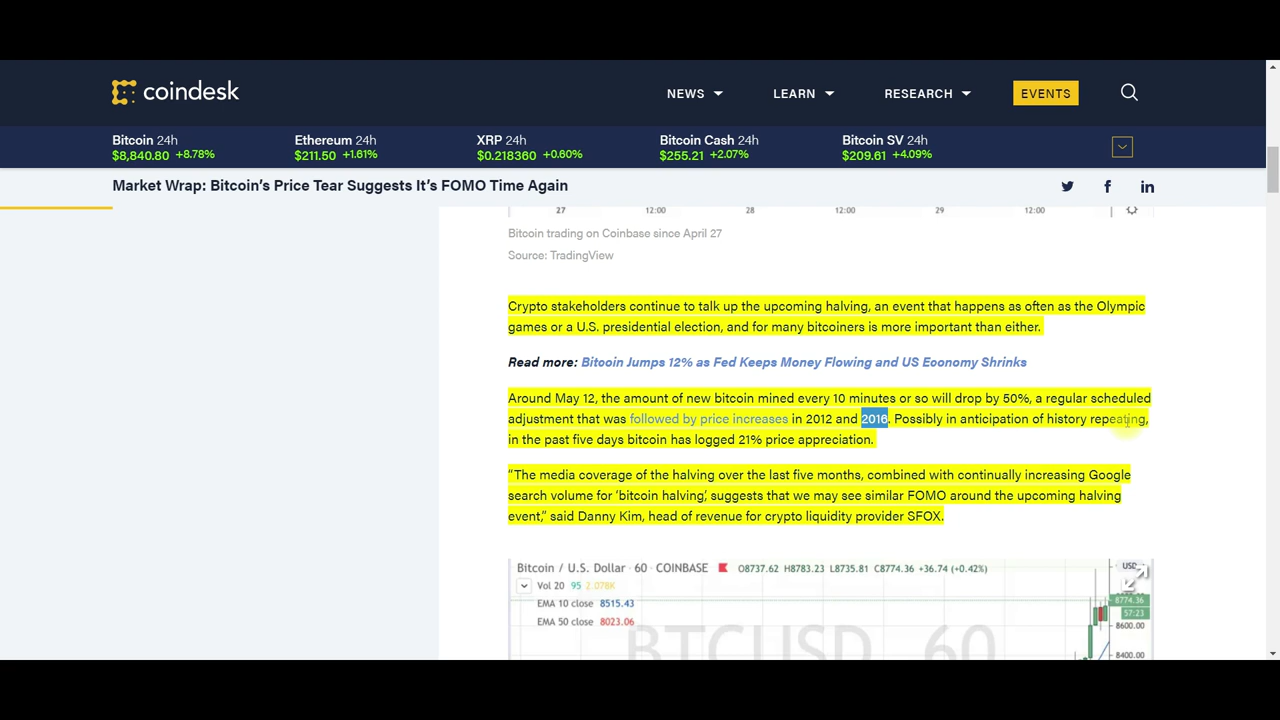 coindesk
NEWS LEARN RESEARCH EVENTS
Bitcoin 24h Ethereum 24h XRP 24h Bitcoin Cash 24h Bitcoin SV 24h
$8,840.80 +8.78% $211.50 +1.61% $0.218360 +0.60% $255.21 +2.07% $209.61 +4.09%
Market Wrap: Bitcoin's Price Tear Suggests It's FOMO Time Again
27 12:00 28 12:00 29 12:00
Bitcoin trading on Coinbase since April 27
Source: TradingView
Crypto stakeholders continue to talk up the upcoming halving, an event that happens as often as the Olympic
games or a U.S. presidential election, and for many bitcoiners is more important than either.
Read more: Bitcoin Jumps 12% as Fed Keeps Money Flowing and US Economy Shrinks
Around May 12, the amount of new bitcoin mined every 10 minutes or so will drop by 50%, a regular scheduled
adjustment that was followed by price increases in 2012 and 2016. Possibly in anticipation of history repeating,
in the past five days bitcoin has logged 21% price appreciation.
“The media coverage of the halving over the last five months, combined with continually increasing Google
search volume for ‘bitcoin halving’, suggests that we may see similar FOMO around the upcoming halving
event,” said Danny Kim, head of revenue for crypto liquidity provider SFOX.
Bitcoin / U.S. Dollar · 60 · COINBASE O8737.62 H8783.23 L8735.81 C8774.36 +36.74 (+0.42%) USD
Vol 20 95 2.078K
EMA 10 close 8515.43
8774.36
57:23
EMA 50 close 8023.06
8600.00
BTCUSD 60
8400.00